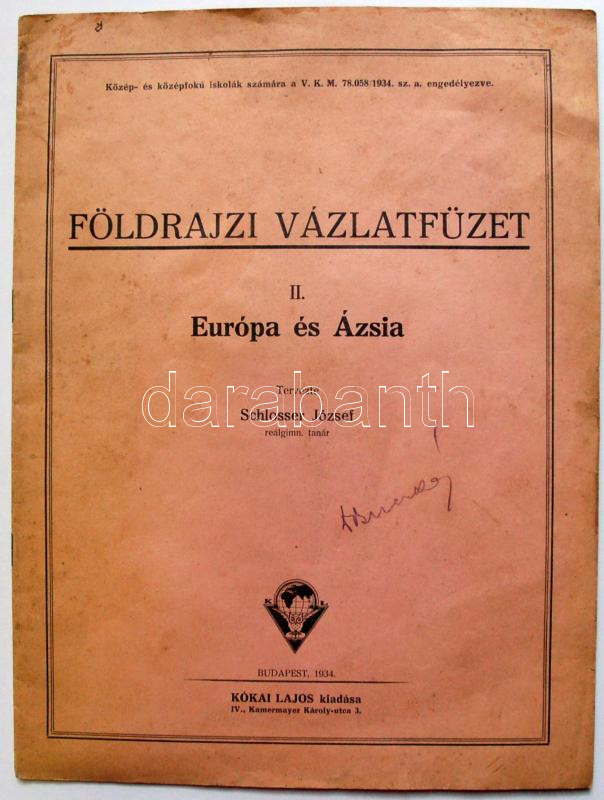 Közép- és középfokú iskolák számára a V. K. M. 78.058/1934. sz. a. engedélyezve.
FÖLDRAJZI VÁZLATFÜZET
II.
Európa és Ázsia
Tervezte
darabanth
Schlosser József
reálgimn. tanár
K L
BUDAPEST, 1934.
KÓKAI LAJOS kiadása
IV., Kamermayer Károly-utca 3.